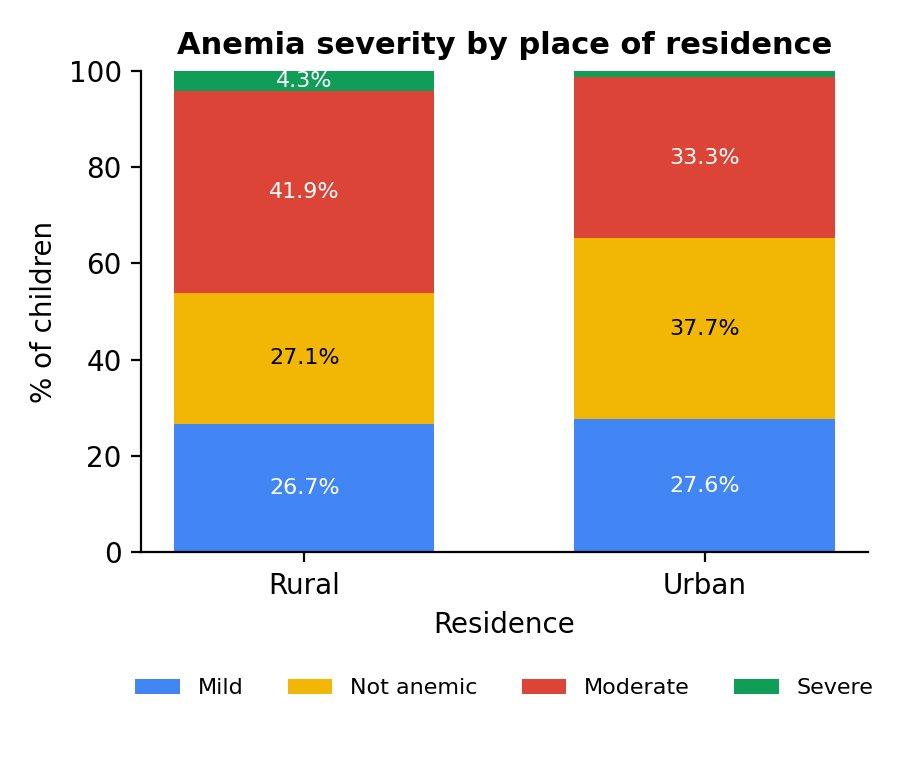 Anemia severity by place of residence
100
80
60
40
20
0
% of children
4.3%
41.9%
27.1%
26.7%
33.3%
37.7%
27.6%
Rural Urban
Residence
Mild Not anemic Moderate Severe